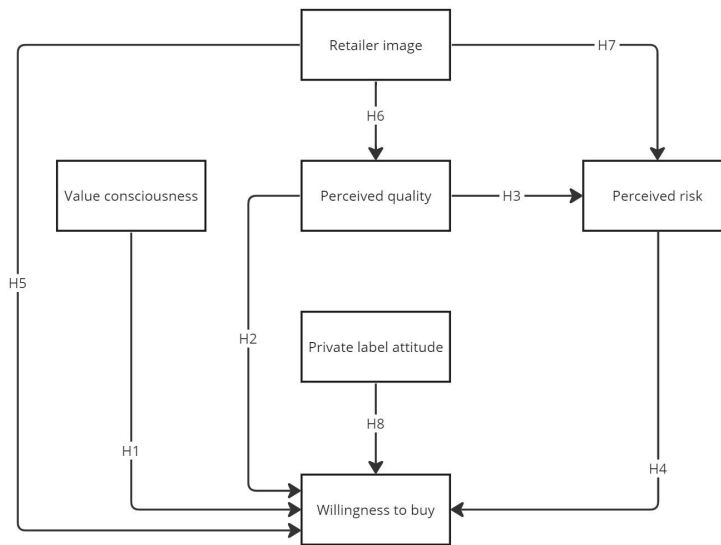 Retailer image
H7
H6
Value consciousness
Perceived quality
H3
Perceived risk
H5
H2
Private label attitude
H8
H1
H4
Willingness to buy